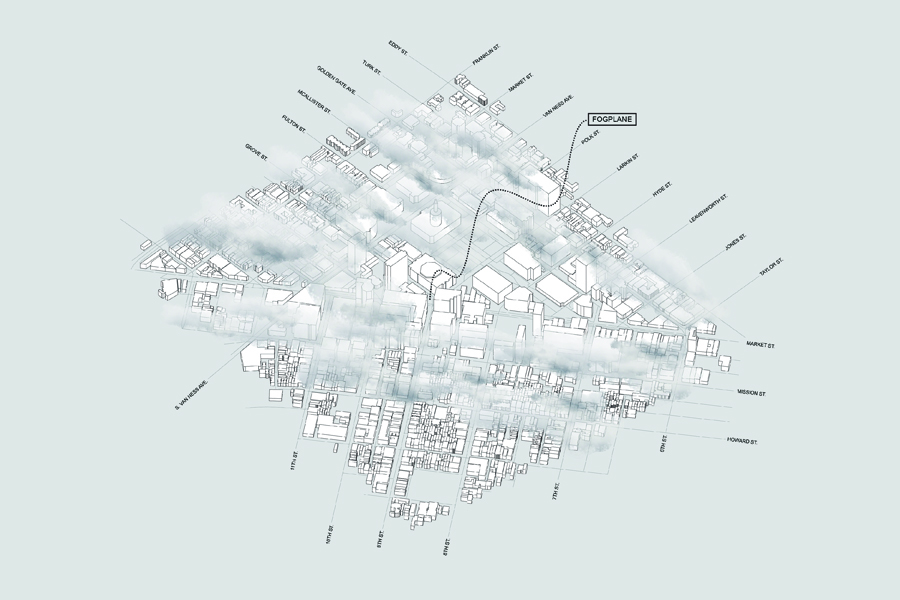 EDDY ST.
FRANKLIN ST.
TURK ST.
GOLDEN GATE AVE.
MARKET ST.
MCALLISTER ST.
VAN NESS AVE.
FULTON ST.
FOGPLANE
POLK ST.
GROVE ST.
LARKIN ST.
HYDE ST.
LEAVENWORTH ST.
JONES ST.
TAYLOR ST.
MARKET ST.
S. VAN NESS AVE.
MISSION ST.
HOWARD ST.
11TH ST.
10TH ST.
9TH ST.
8TH ST.
7TH ST.